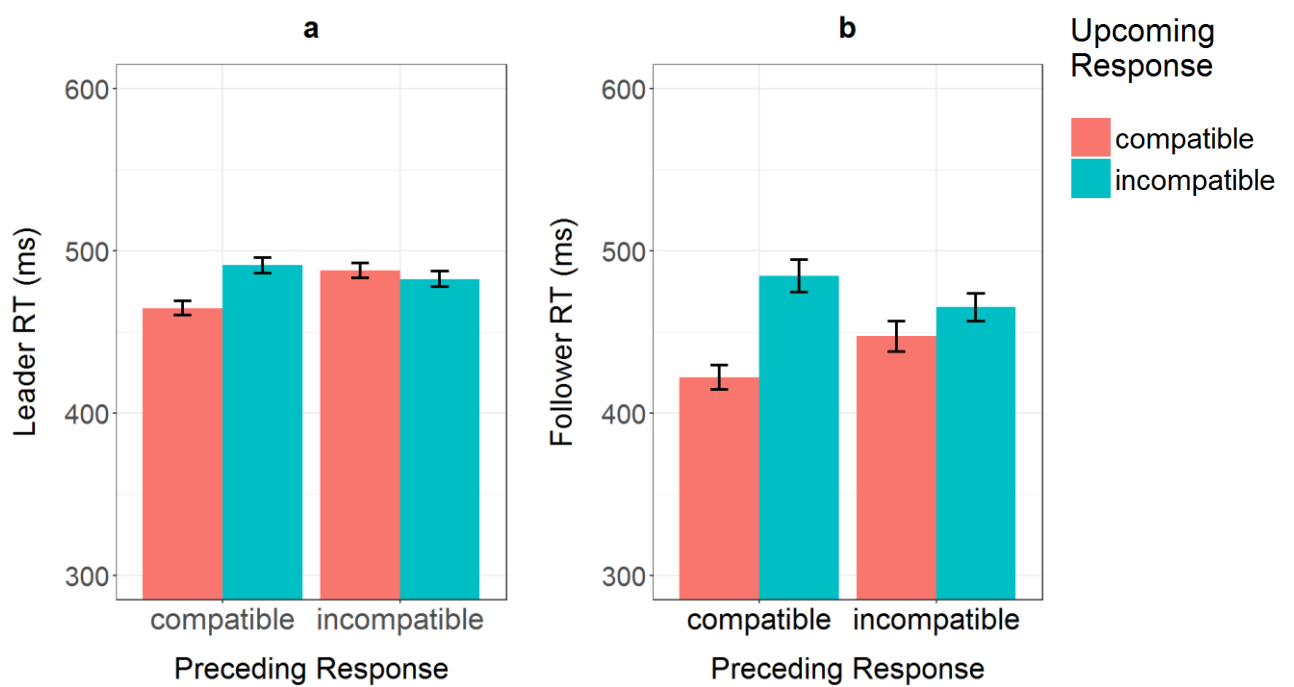 a
600
500
400
300
Leader RT (ms)
compatible incompatible
Preceding Response
b
600
500
400
300
Follower RT (ms)
compatible incompatible
Preceding Response
Upcoming
Response
compatible
incompatible